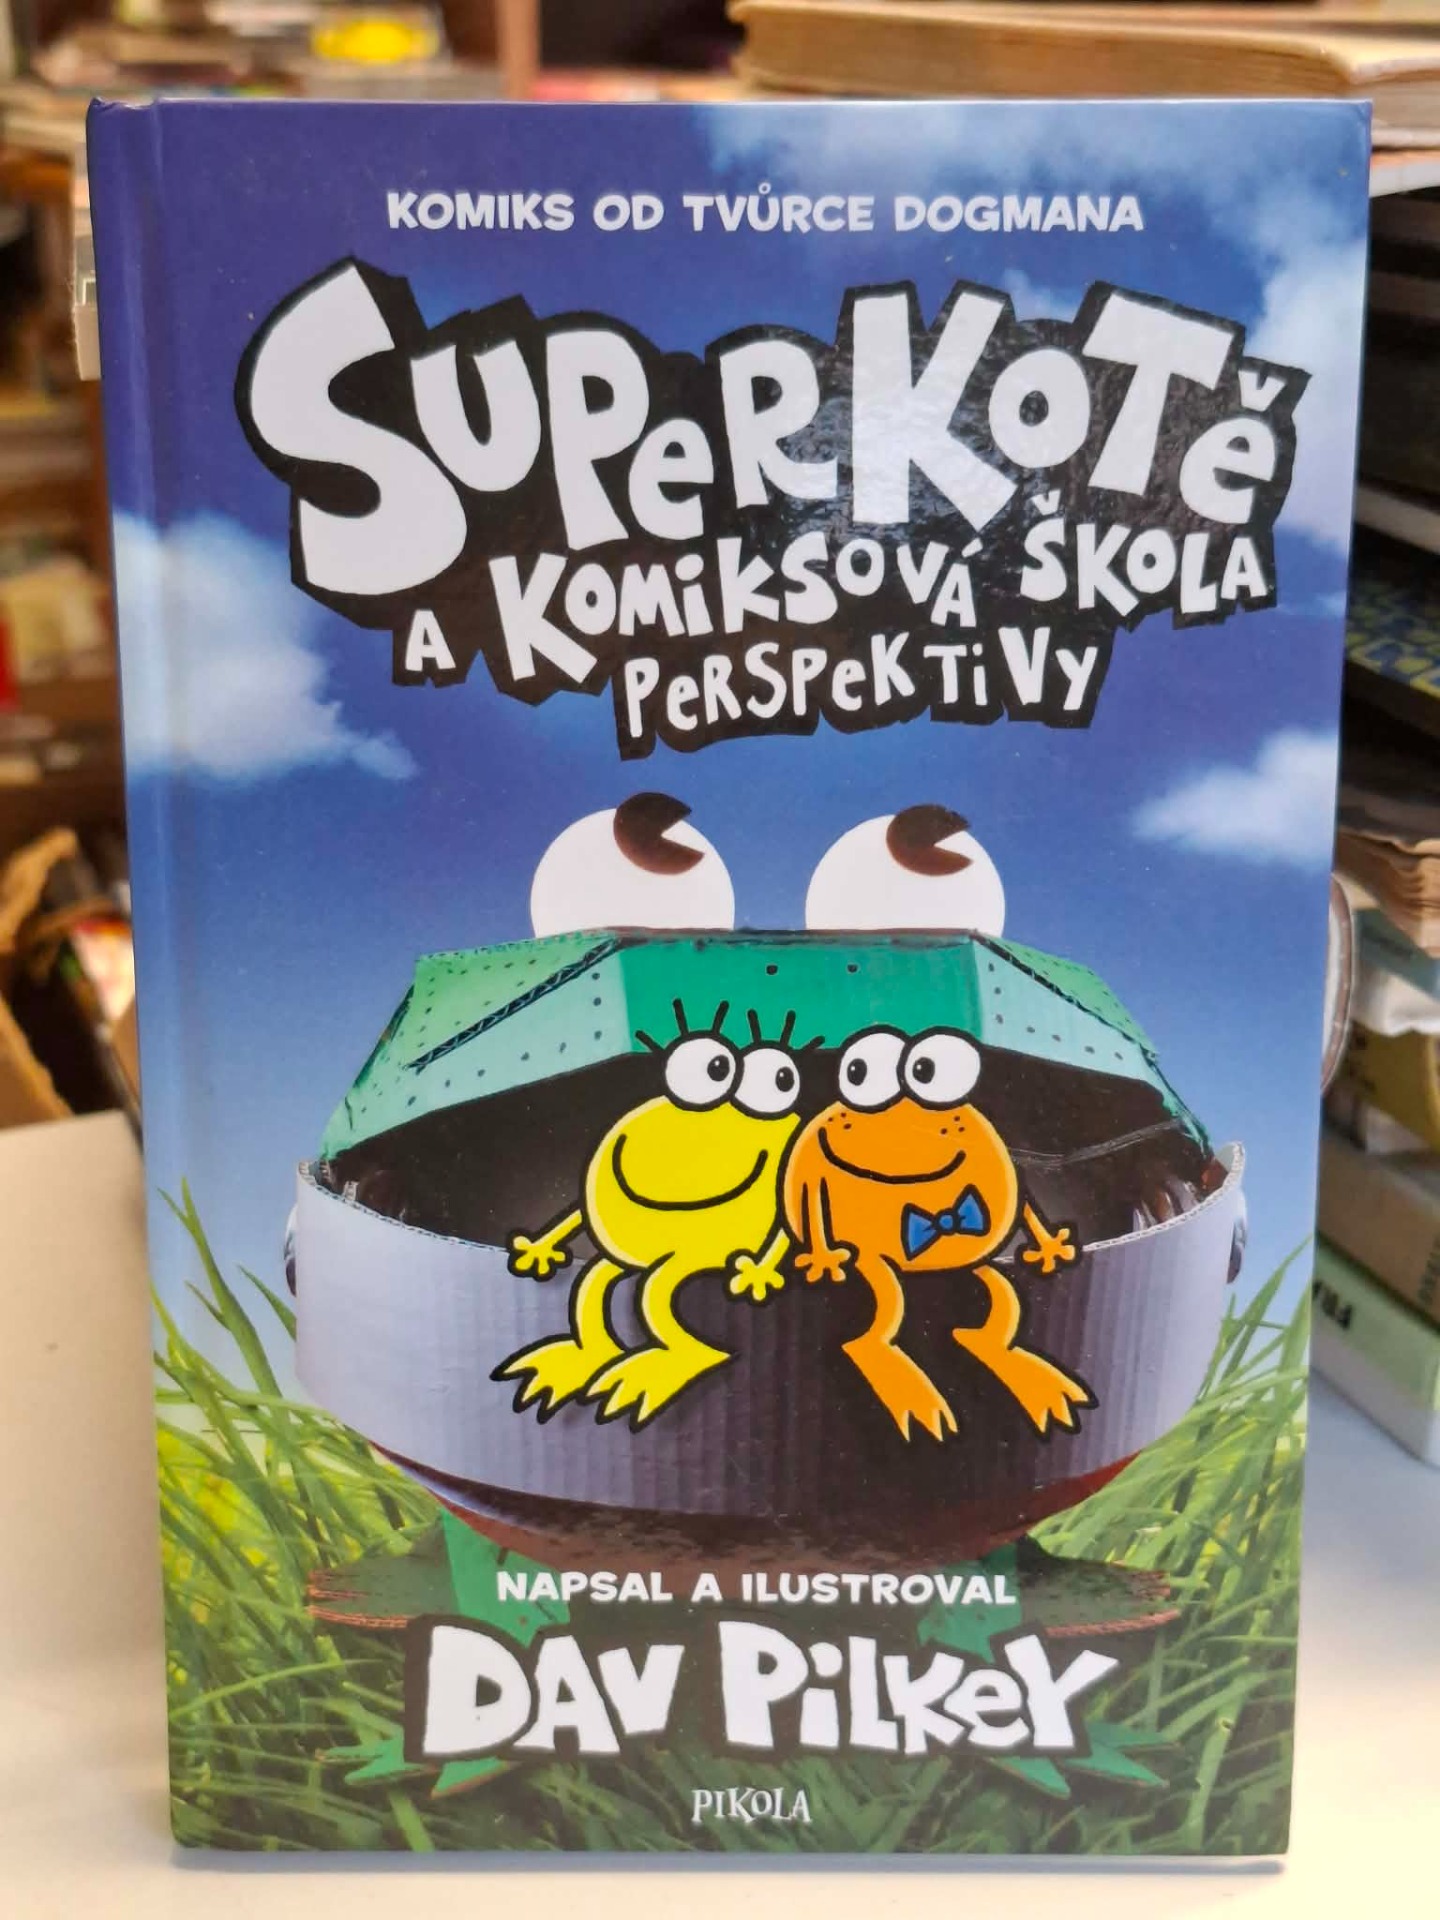 KOMIKS OD TVŮRCE DOGMANA
SUPERKOTĚ
A KOMIKSOVÁ ŠKOLA
PERSPEKTIVY
NAPSAL A ILUSTROVAL
DAV PILKEY
PIKOLA